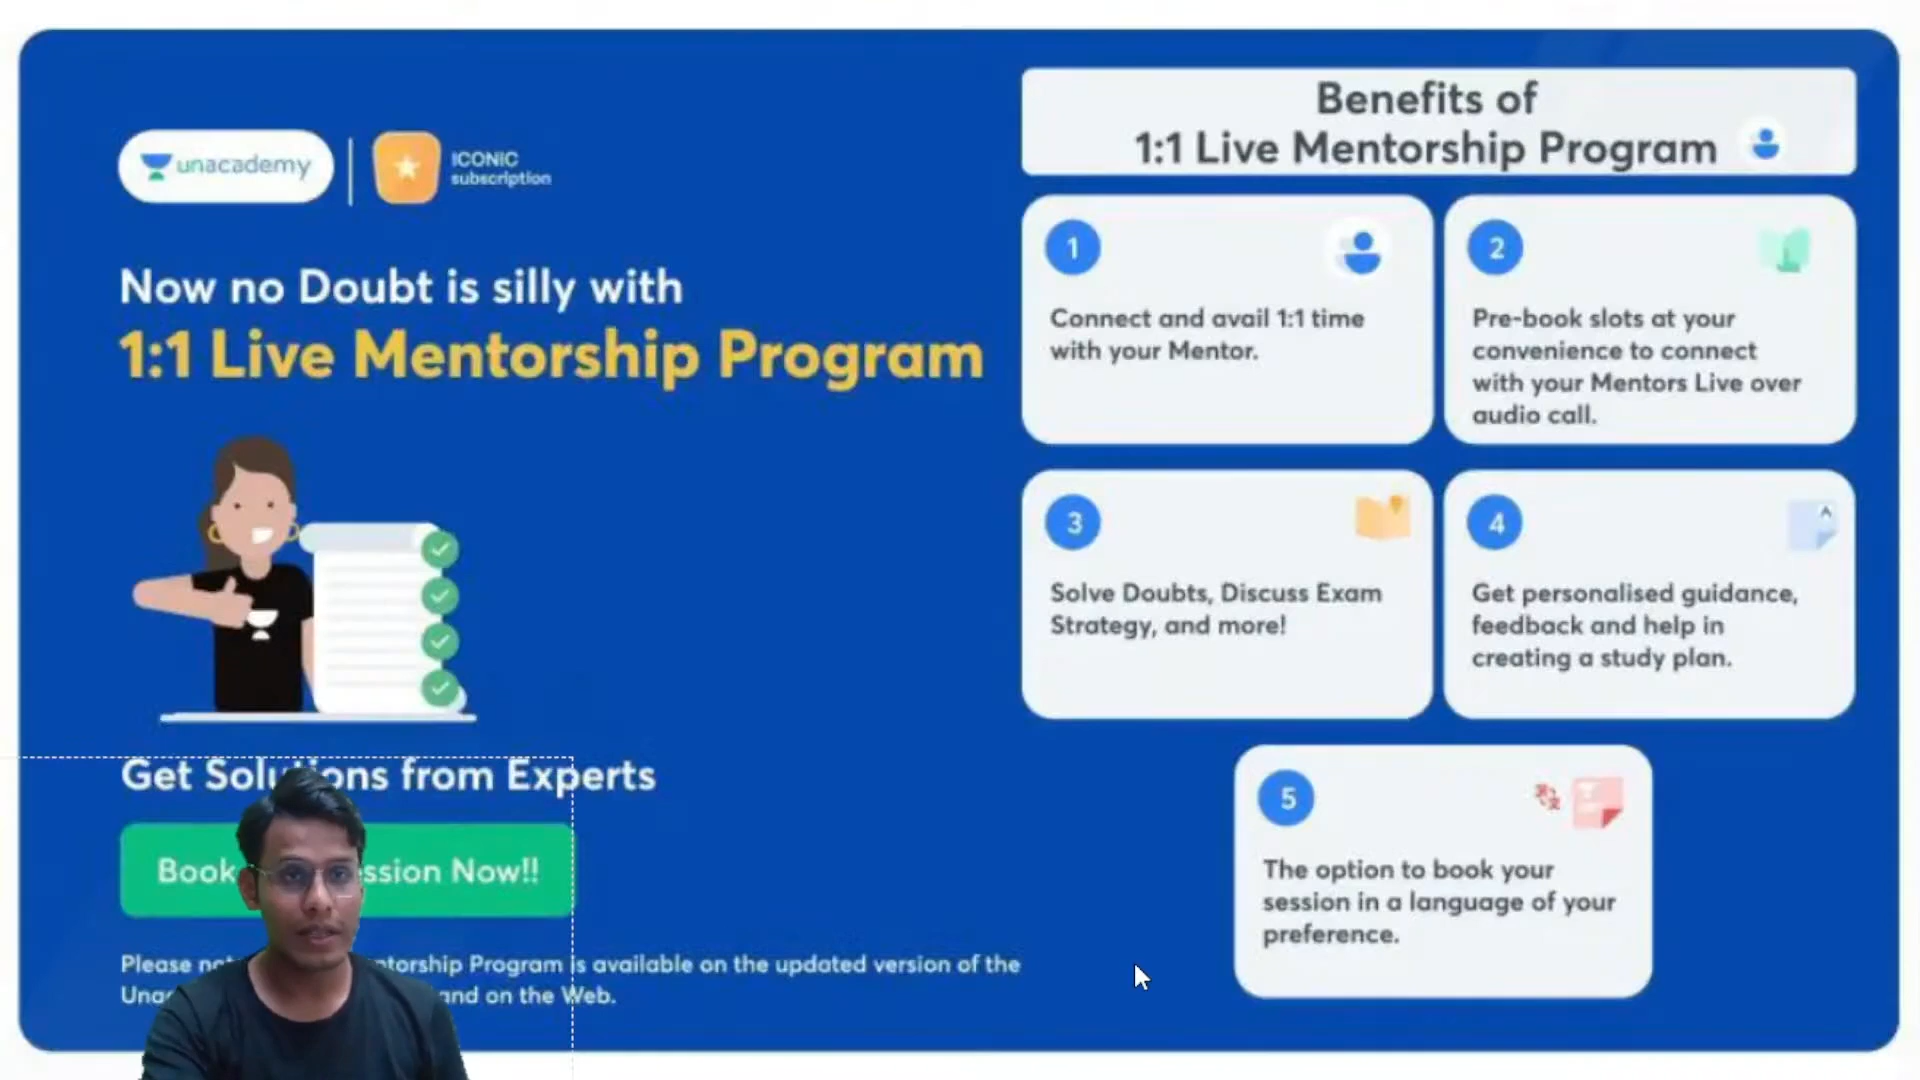 unacademy
ICONIC
subscription
Now no Doubt is silly with
1:1 Live Mentorship Program
Get Solutions from Experts
Book ssion Now!!
Please ntorship Program is available on the updated version of the
and on the Web.
Benefits of
1:1 Live Mentorship Program
1
Connect and avail 1:1 time
with your Mentor.
2
Pre-book slots at your
convenience to connect
with your Mentors Live over
audio call.
3
Solve Doubts, Discuss Exam
Strategy, and more!
4
Get personalised guidance,
feedback and help in
creating a study plan.
5
The option to book your
session in a language of your
preference.